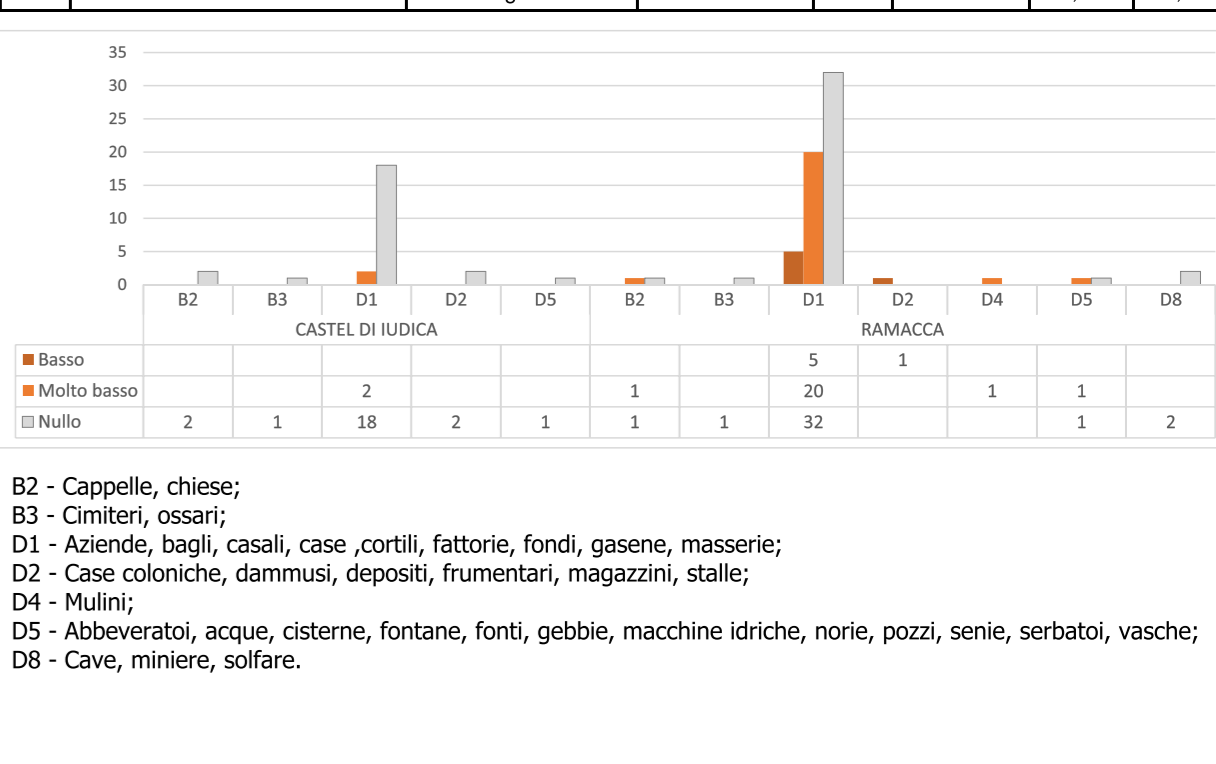 35
30
25
20
15
10
5
0
B2 B3 D1 D2 D5 B2 B3 D1 D2 D4 D5 D8
CASTEL DI IUDICA RAMACCA
Basso 5 1
Molto basso 2 1 20 1 1
Nullo 2 1 18 2 1 1 1 32 1 2
B2 - Cappelle, chiese;
B3 - Cimiteri, ossari;
D1 - Aziende, bagli, casali, case ,cortili, fattorie, fondi, gasene, masserie;
D2 - Case coloniche, dammusi, depositi, frumentari, magazzini, stalle;
D4 - Mulini;
D5 - Abbeveratoi, acque, cisterne, fontane, fonti, gebbie, macchine idriche, norie, pozzi, senie, serbatoi, vasche;
D8 - Cave, miniere, solfare.